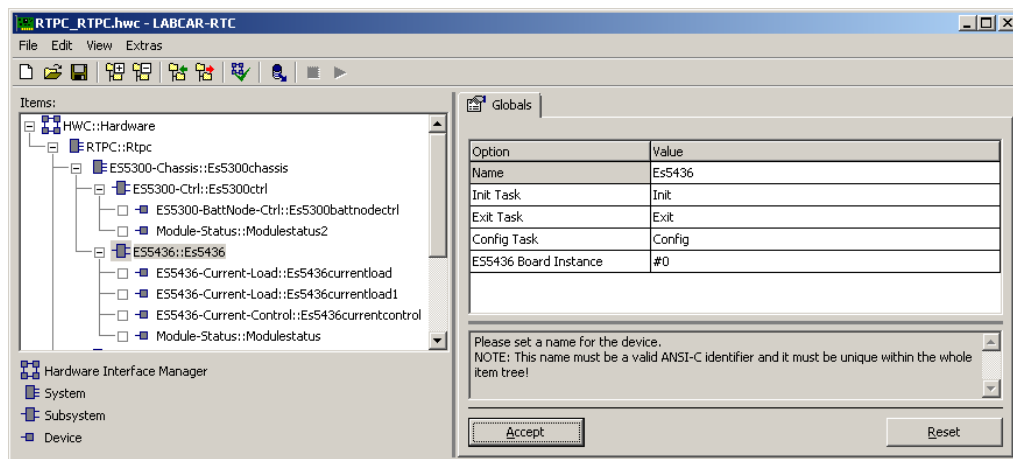 RTPC_RTPC.hwc - LABCAR-RTC
File Edit View Extras
Items:
HWC::Hardware
RTPC::Rtpc
ES5300-Chassis::Es5300chassis
ES5300-Ctrl::Es5300ctrl
ES5300-BattNode-Ctrl::Es5300battnodectrl
Module-Status::Modulestatus2
ES5436::Es5436
ES5436-Current-Load::Es5436currentload
ES5436-Current-Load::Es5436currentload1
ES5436-Current-Control::Es5436currentcontrol
Module-Status::Modulestatus
Hardware Interface Manager
System
Subsystem
Device
Globals
Option Value
Name Es5436
Init Task Init
Exit Task Exit
Config Task Config
ES5436 Board Instance #0
Please set a name for the device.
NOTE: This name must be a valid ANSI-C identifier and it must be unique within the whole
item tree!
Accept Reset